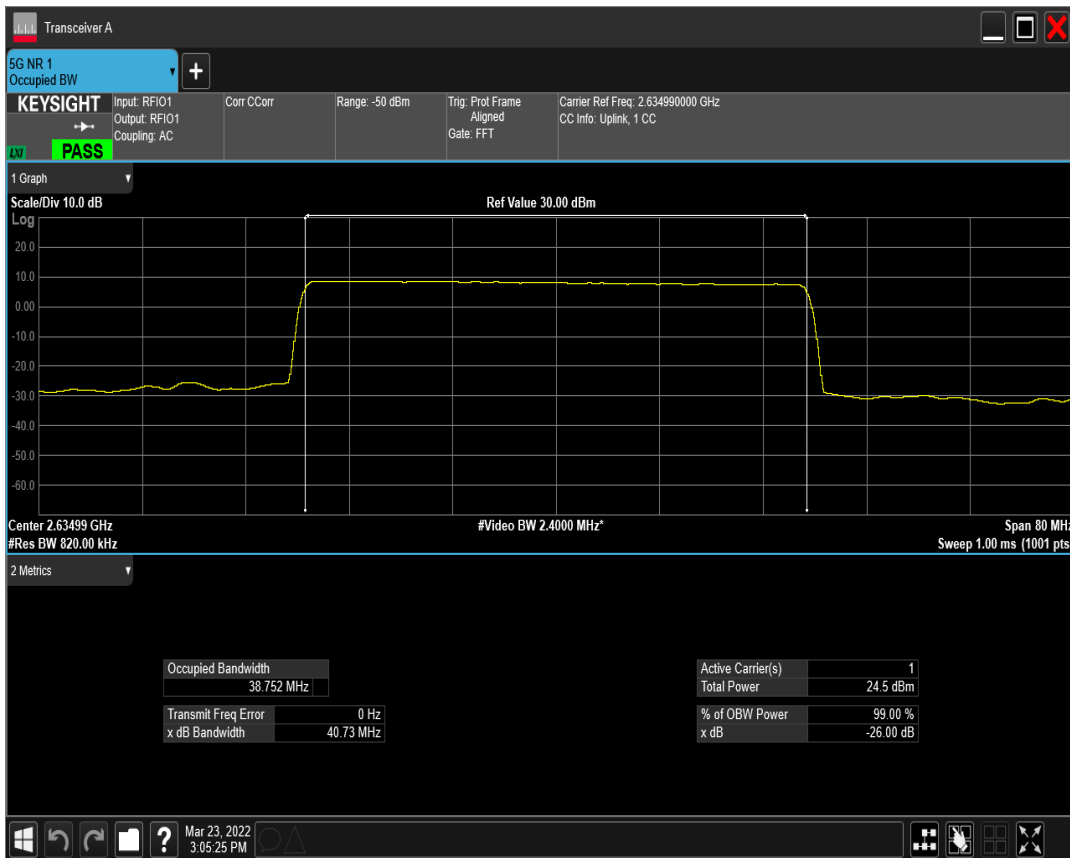 Transceiver A
5G NR 1
Occupied BW
+
KEYSIGHT
LXI
PASS
Input: RFIO1
Output: RFIO1
Coupling: AC
Corr CCorr
Range: -50 dBm
Trig: Prot Frame
Aligned
Gate: FFT
Carrier Ref Freq: 2.634990000 GHz
CC Info: Uplink, 1 CC
1 Graph
Scale/Div 10.0 dB
Ref Value 30.00 dBm
Log
20.0
10.0
0.00
-10.0
-20.0
-30.0
-40.0
-50.0
-60.0
Center 2.63499 GHz
#Video BW 2.4000 MHz*
Span 80 MHz
#Res BW 820.00 kHz
Sweep 1.00 ms (1001 pts
2 Metrics
Occupied Bandwidth
38.752 MHz
Transmit Freq Error 0 Hz
x dB Bandwidth 40.73 MHz
Active Carrier(s) 1
Total Power 24.5 dBm
% of OBW Power 99.00 %
x dB -26.00 dB
?
Mar 23, 2022
3:05:25 PM